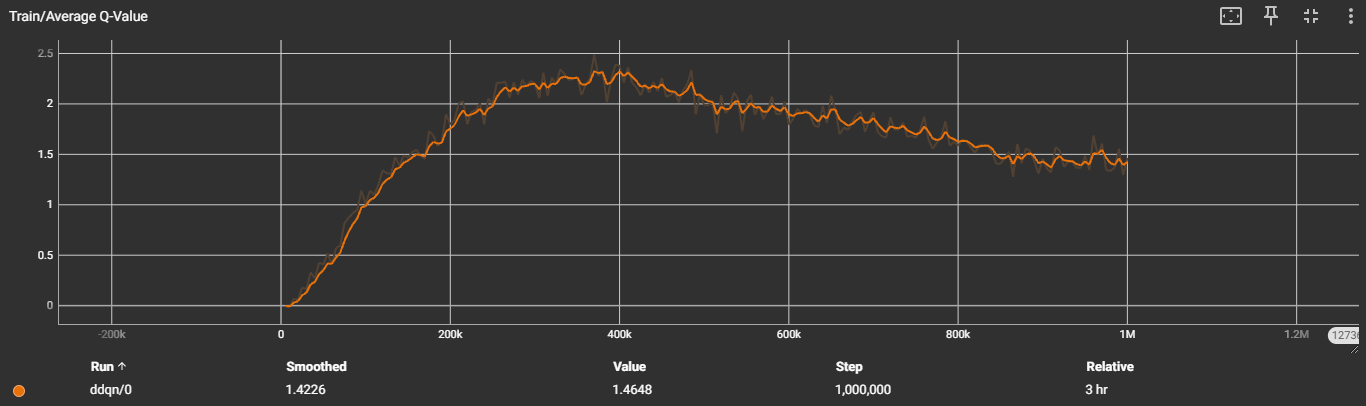 Train/Average Q-Value
2.5
2
1.5
1
0.5
0
-200k 0 200k 400k 600k 800k 1M 1.2M
Run ↑ Smoothed Value Step Relative
ddqn/0 1.4226 1.4648 1,000,000 3 hr